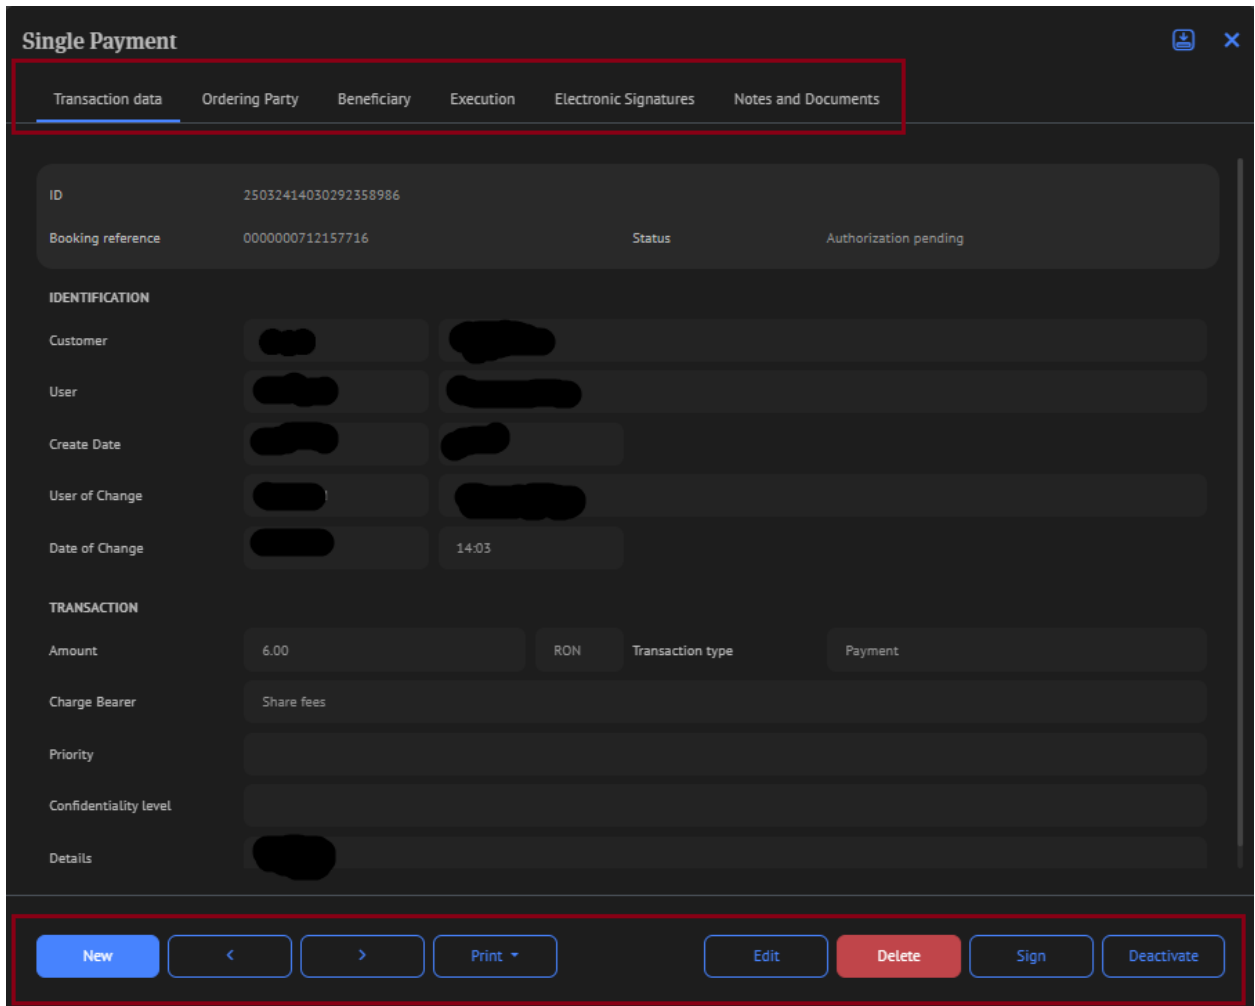 Single Payment
Transaction data Ordering Party Beneficiary Execution Electronic Signatures Notes and Documents
ID 25032414030292358986
Booking reference 0000000712157716 Status Authorization pending
IDENTIFICATION
Customer
User
Create Date
User of Change
Date of Change 14:03
TRANSACTION
Amount 6.00 RON Transaction type Payment
Charge Bearer Share fees
Priority
Confidentiality level
Details
New < > Print Edit Delete Sign Deactivate